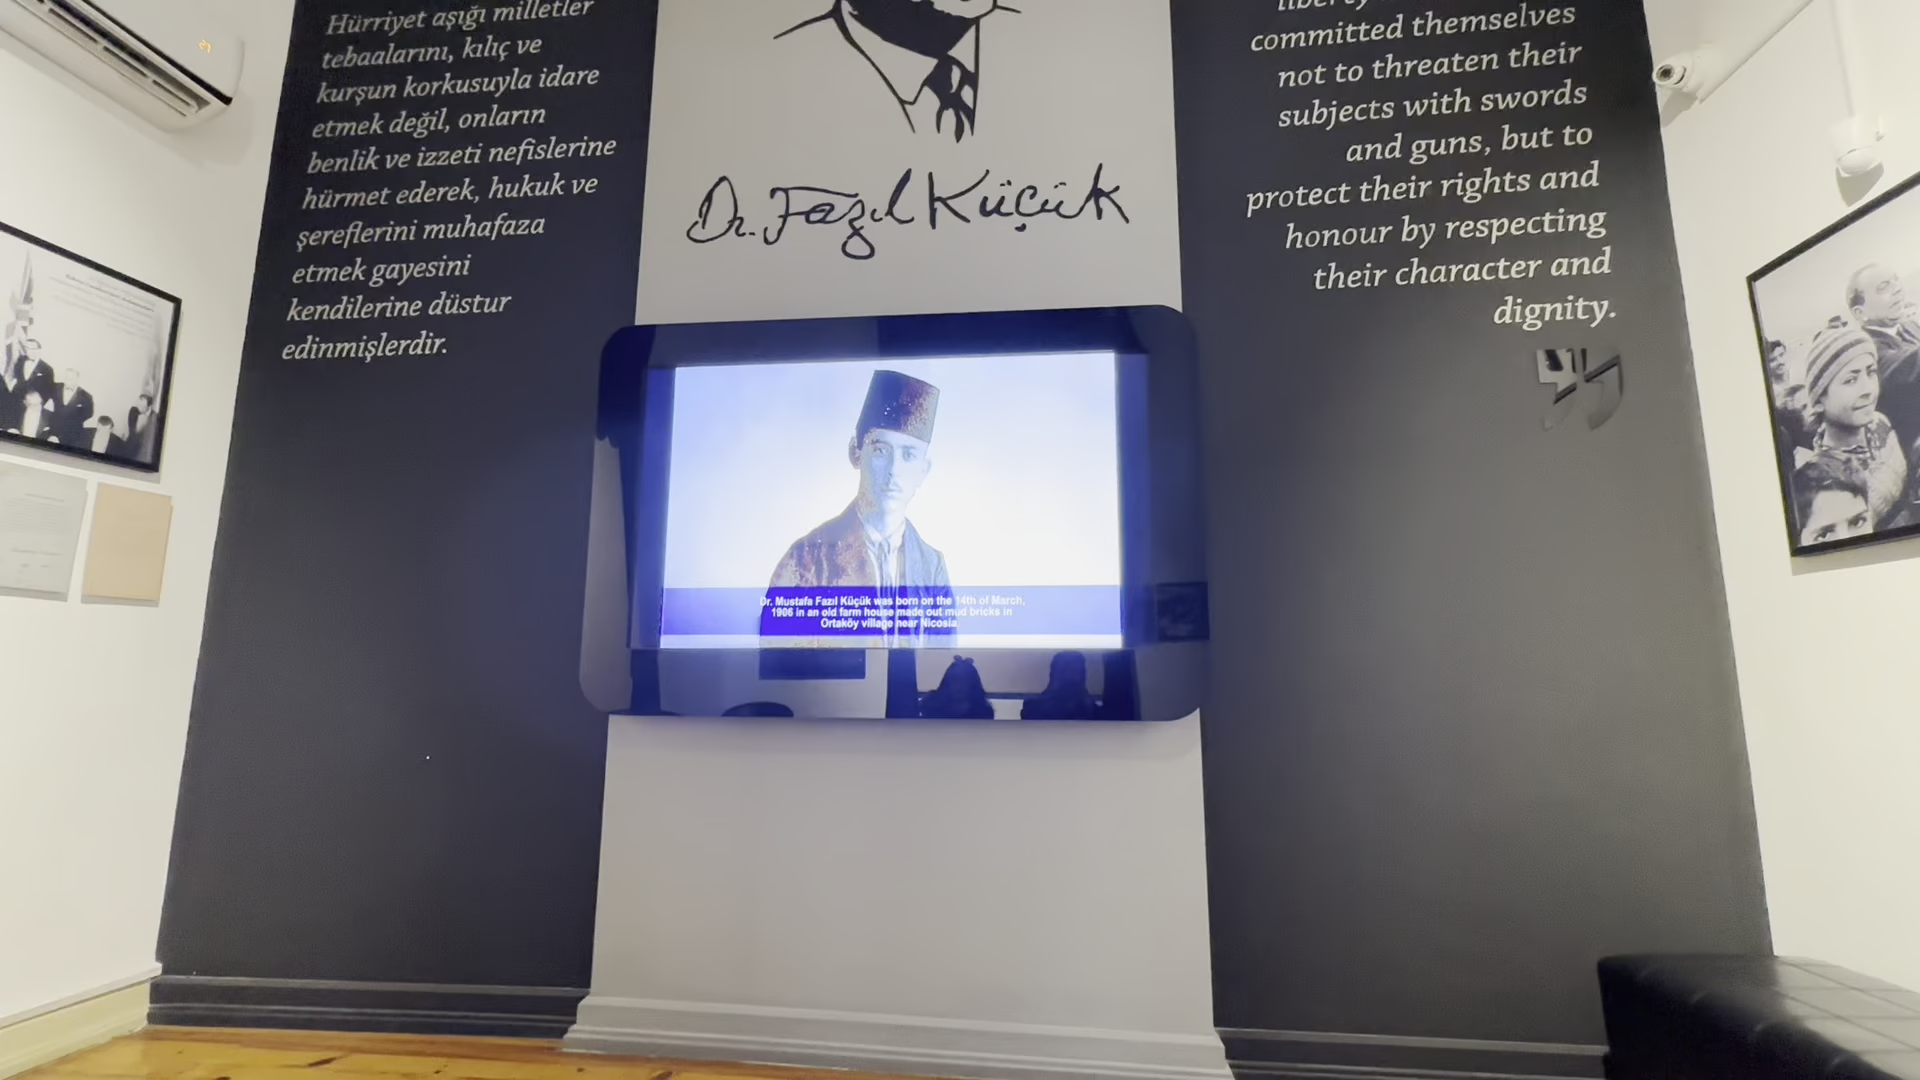 Hürriyet aşığı milletler
tebaalarını, kılıç ve
kurşun korkusuyla idare
etmek değil, onların
benlik ve izzeti nefislerine
hürmet ederek, hukuk ve
şereflerini muhafaza
etmek gayesini
kendilerine düstur
edinmişlerdir.
Dr. Fazıl Küçük
committed themselves
not to threaten their
subjects with swords
and guns, but to
protect their rights and
honour by respecting
their character and
dignity.
Dr. Mustafa Fazıl Küçük was born on the 14th of March,
1906 in an old farm house made out mud bricks in
Ortaköy village near Nicosia.